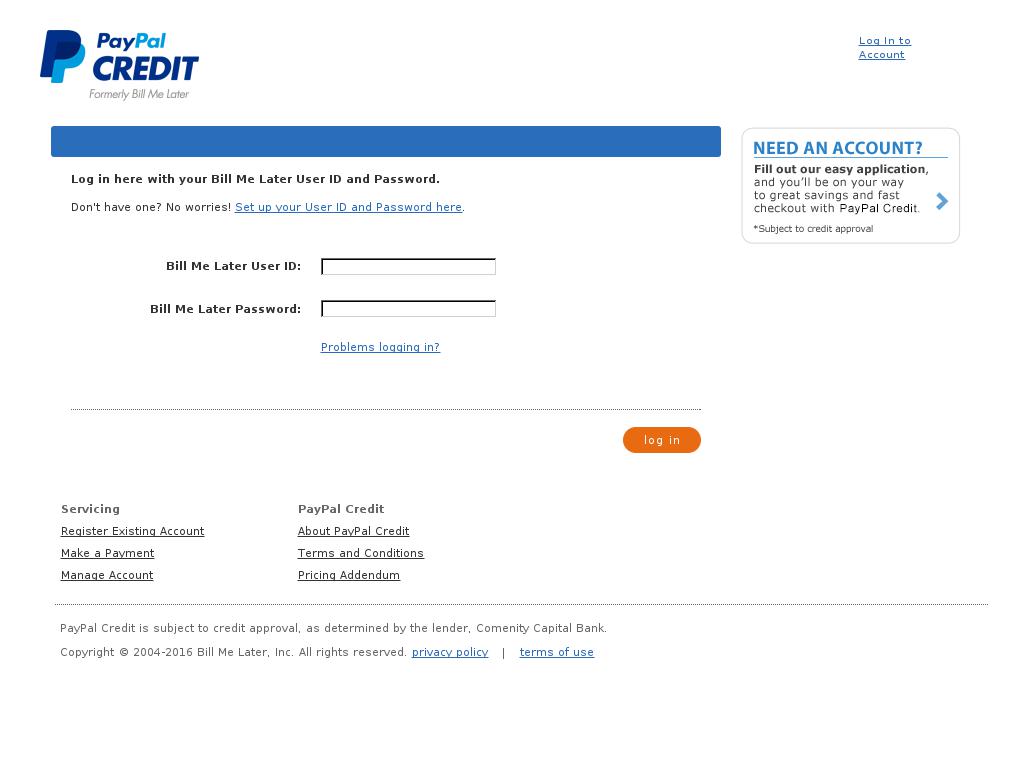 PayPal
CREDIT
Formerly Bill Me Later
Log In to
Account
NEED AN ACCOUNT?
Fill out our easy application,
and you'll be on your way
to great savings and fast
checkout with PayPal Credit.
*Subject to credit approval
Log in here with your Bill Me Later User ID and Password.
Don't have one? No worries! Set up your User ID and Password here.
Bill Me Later User ID:
Bill Me Later Password:
Problems logging in?
log in
Servicing
Register Existing Account
Make a Payment
Manage Account
PayPal Credit
About PayPal Credit
Terms and Conditions
Pricing Addendum
PayPal Credit is subject to credit approval, as determined by the lender, Comenity Capital Bank.
Copyright © 2004-2016 Bill Me Later, Inc. All rights reserved. privacy policy | terms of use